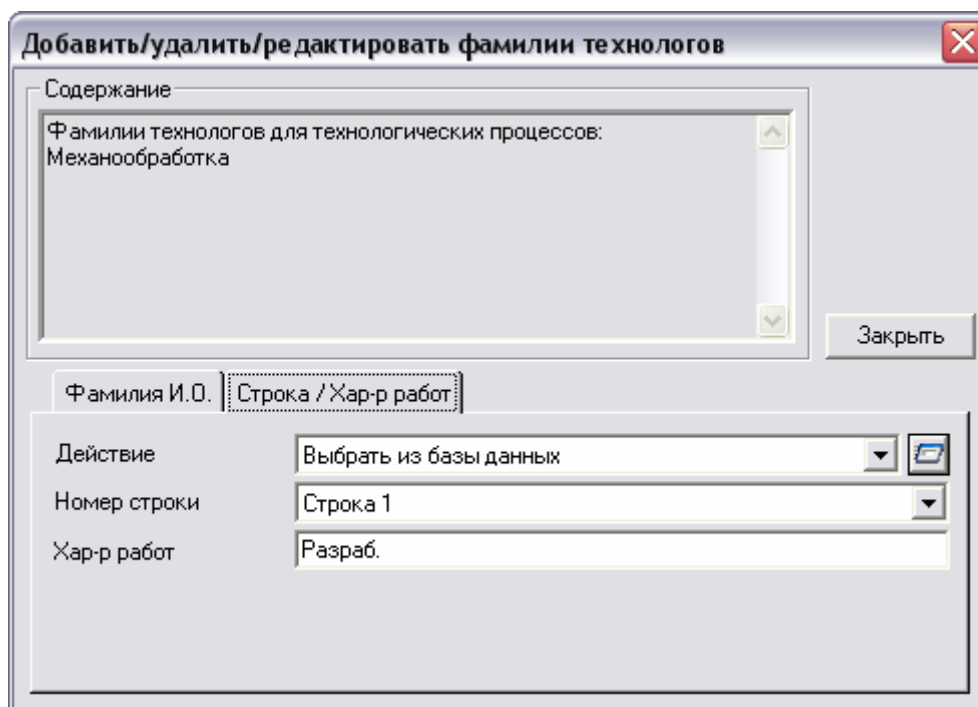 Добавить/удалить/редактировать фамилии технологов
Содержание
Фамилии технологов для технологических процессов:
Механообработка
Закрыть
Фамилия И.О.
Строка / Хар-р работ
Действие
Выбрать из базы данных
Номер строки
Строка 1
Хар-р работ
Разраб.